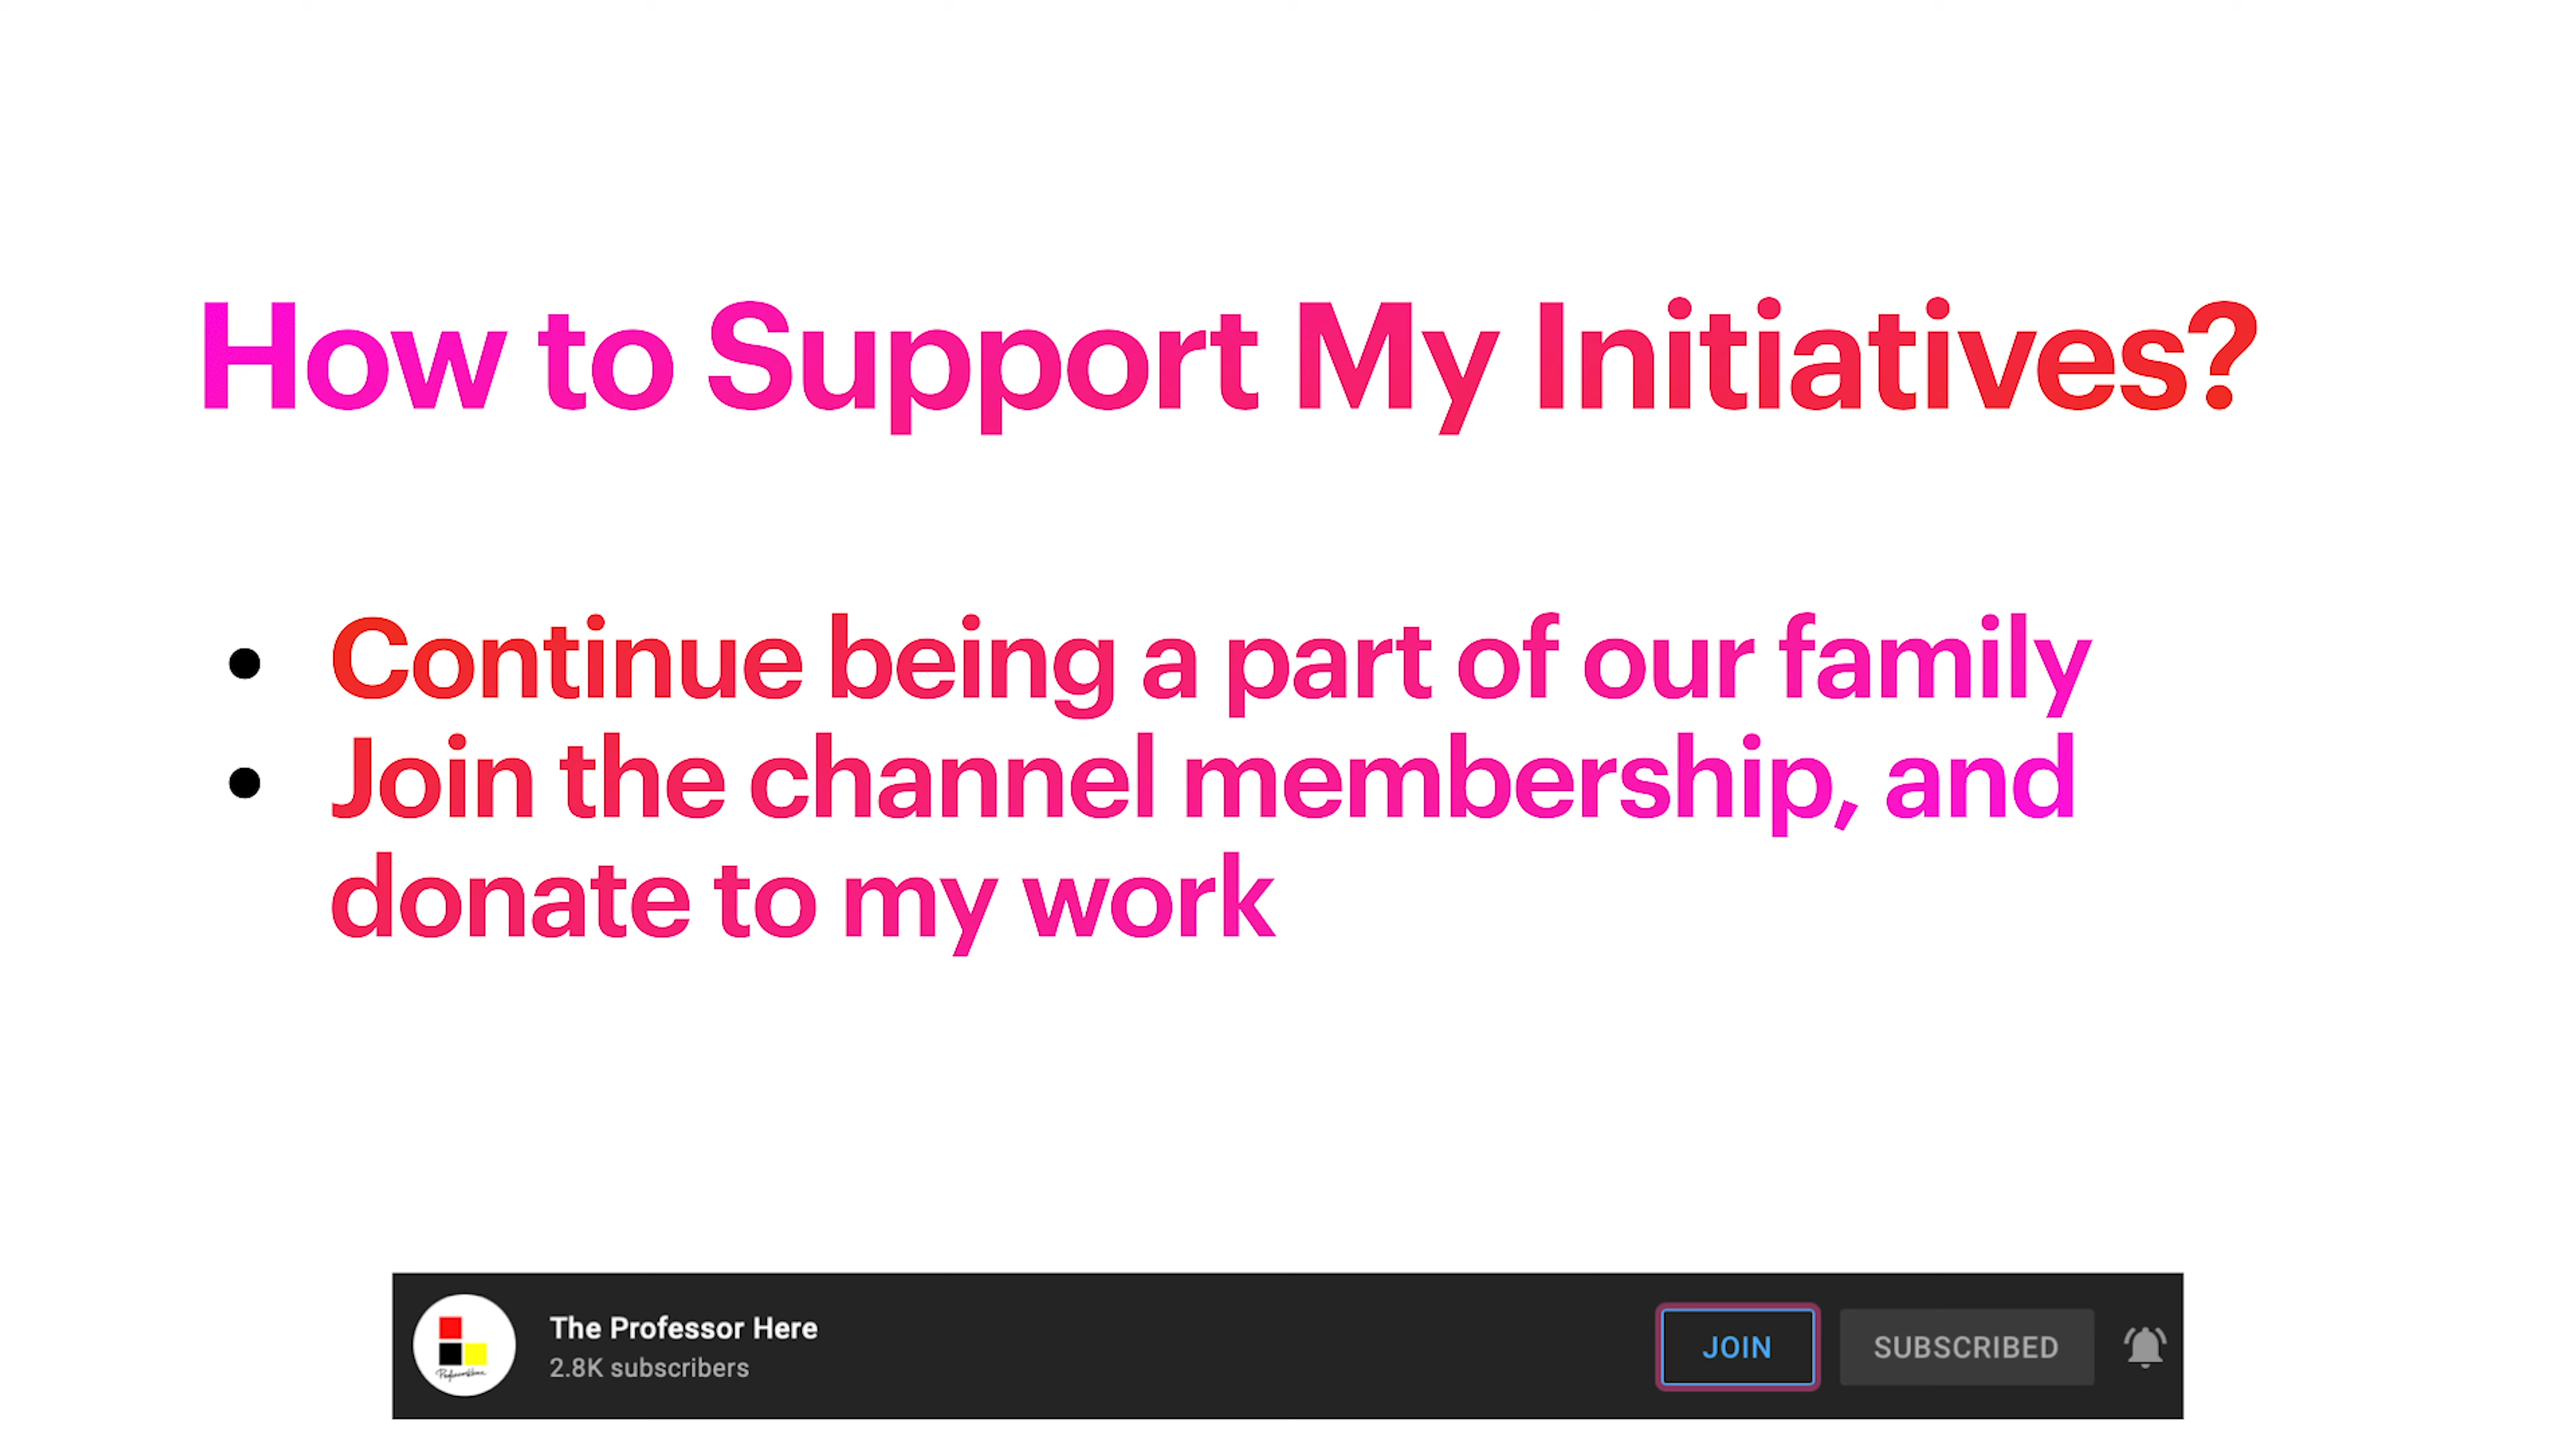 How to Support My Initiatives?
• Continue being a part of our family
• Join the channel membership, and
donate to my work
The Professor Here
2.8K subscribers
JOIN
SUBSCRIBED